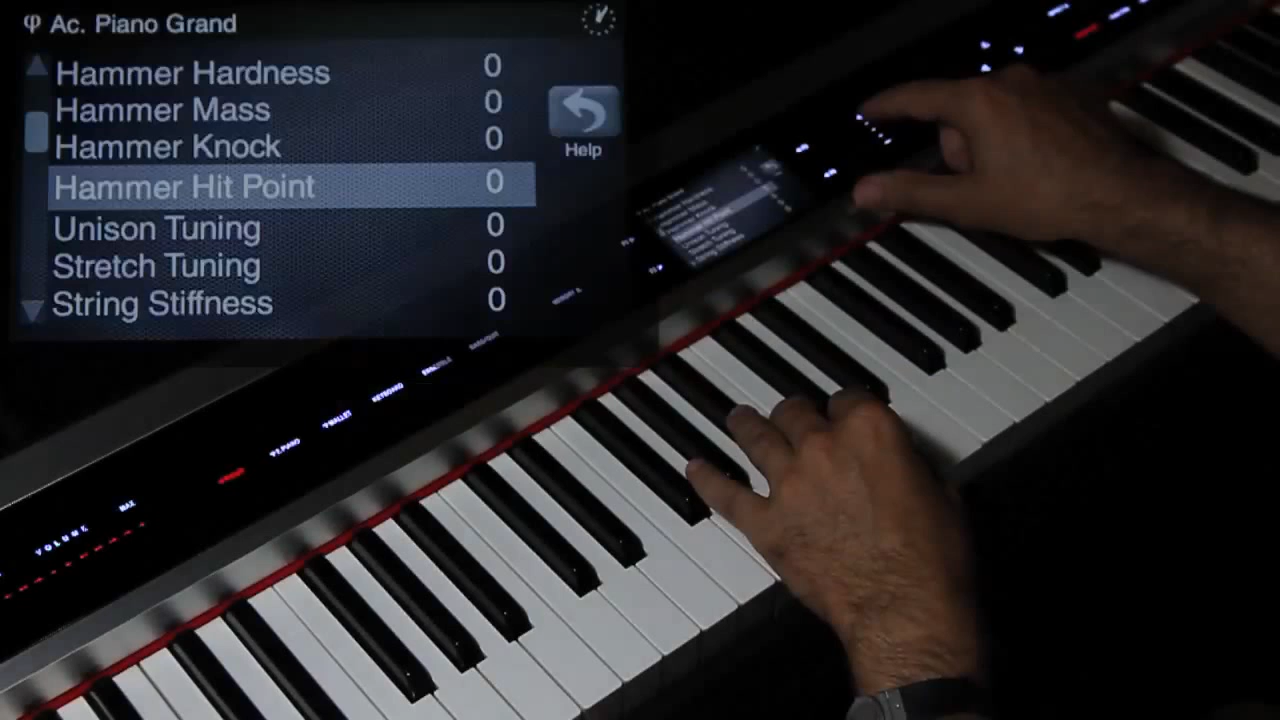 φ Ac. Piano Grand
Hammer Hardness 0
Hammer Mass 0
Hammer Knock 0
Hammer Hit Point 0
Unison Tuning 0
Stretch Tuning 0
String Stiffness 0
Help
KEYBOARD
VOLUME
MAX